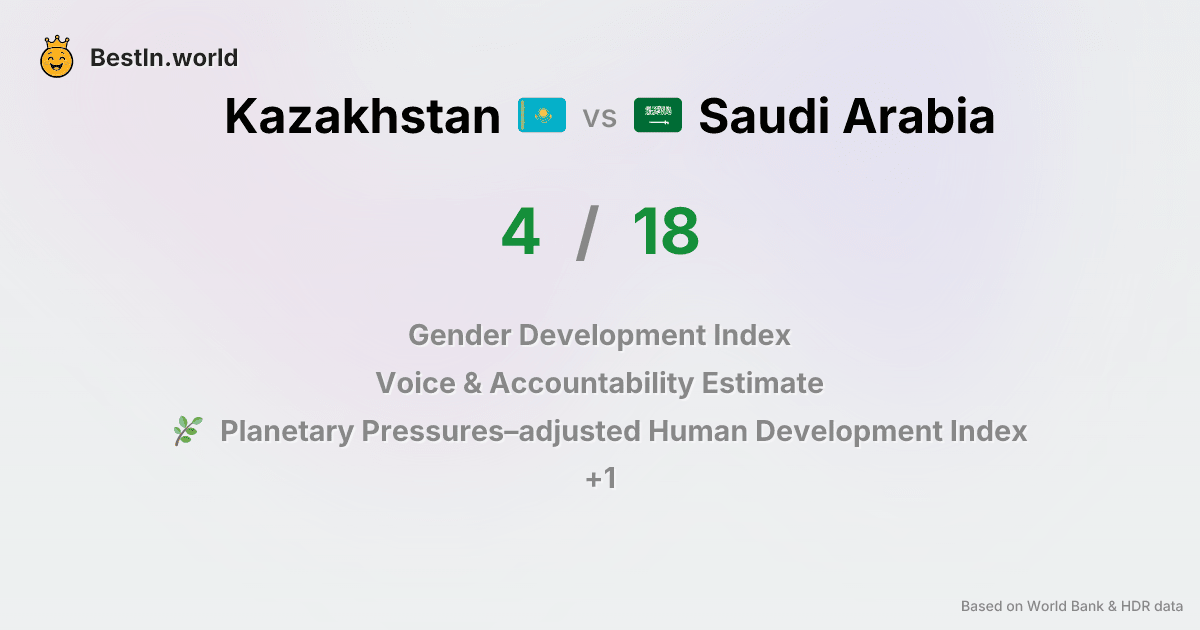 BestIn.world
Kazakhstan vs Saudi Arabia
4 / 18
Gender Development Index
Voice & Accountability Estimate
Planetary Pressures–adjusted Human Development Index
+1
Based on World Bank & HDR data